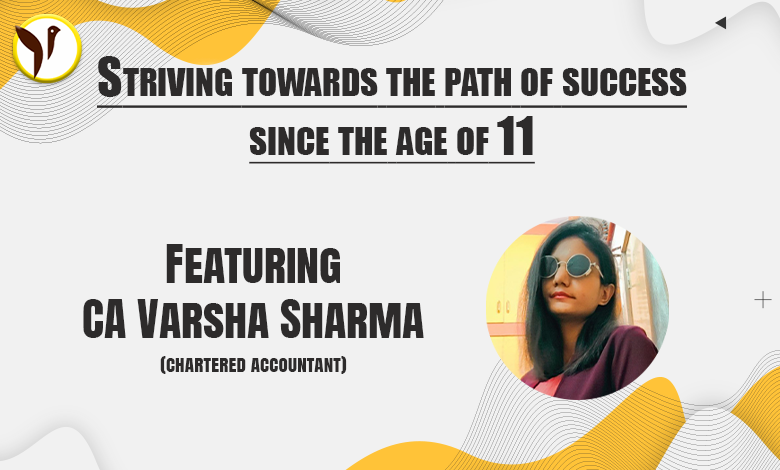 Striving towards the path of success
since the age of 11
Featuring
CA Varsha Sharma
(chartered accountant)